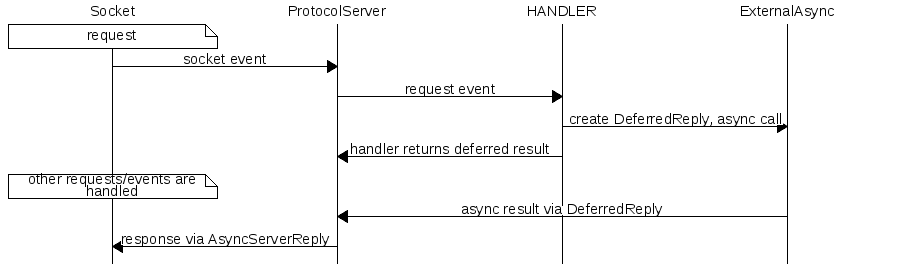 Socket ProtocolServer HANDLER ExternalAsync
request
socket event
request event
create DeferredReply, async call
handler returns deferred result
other requests/events are
handled
async result via DeferredReply
response via AsyncServerReply